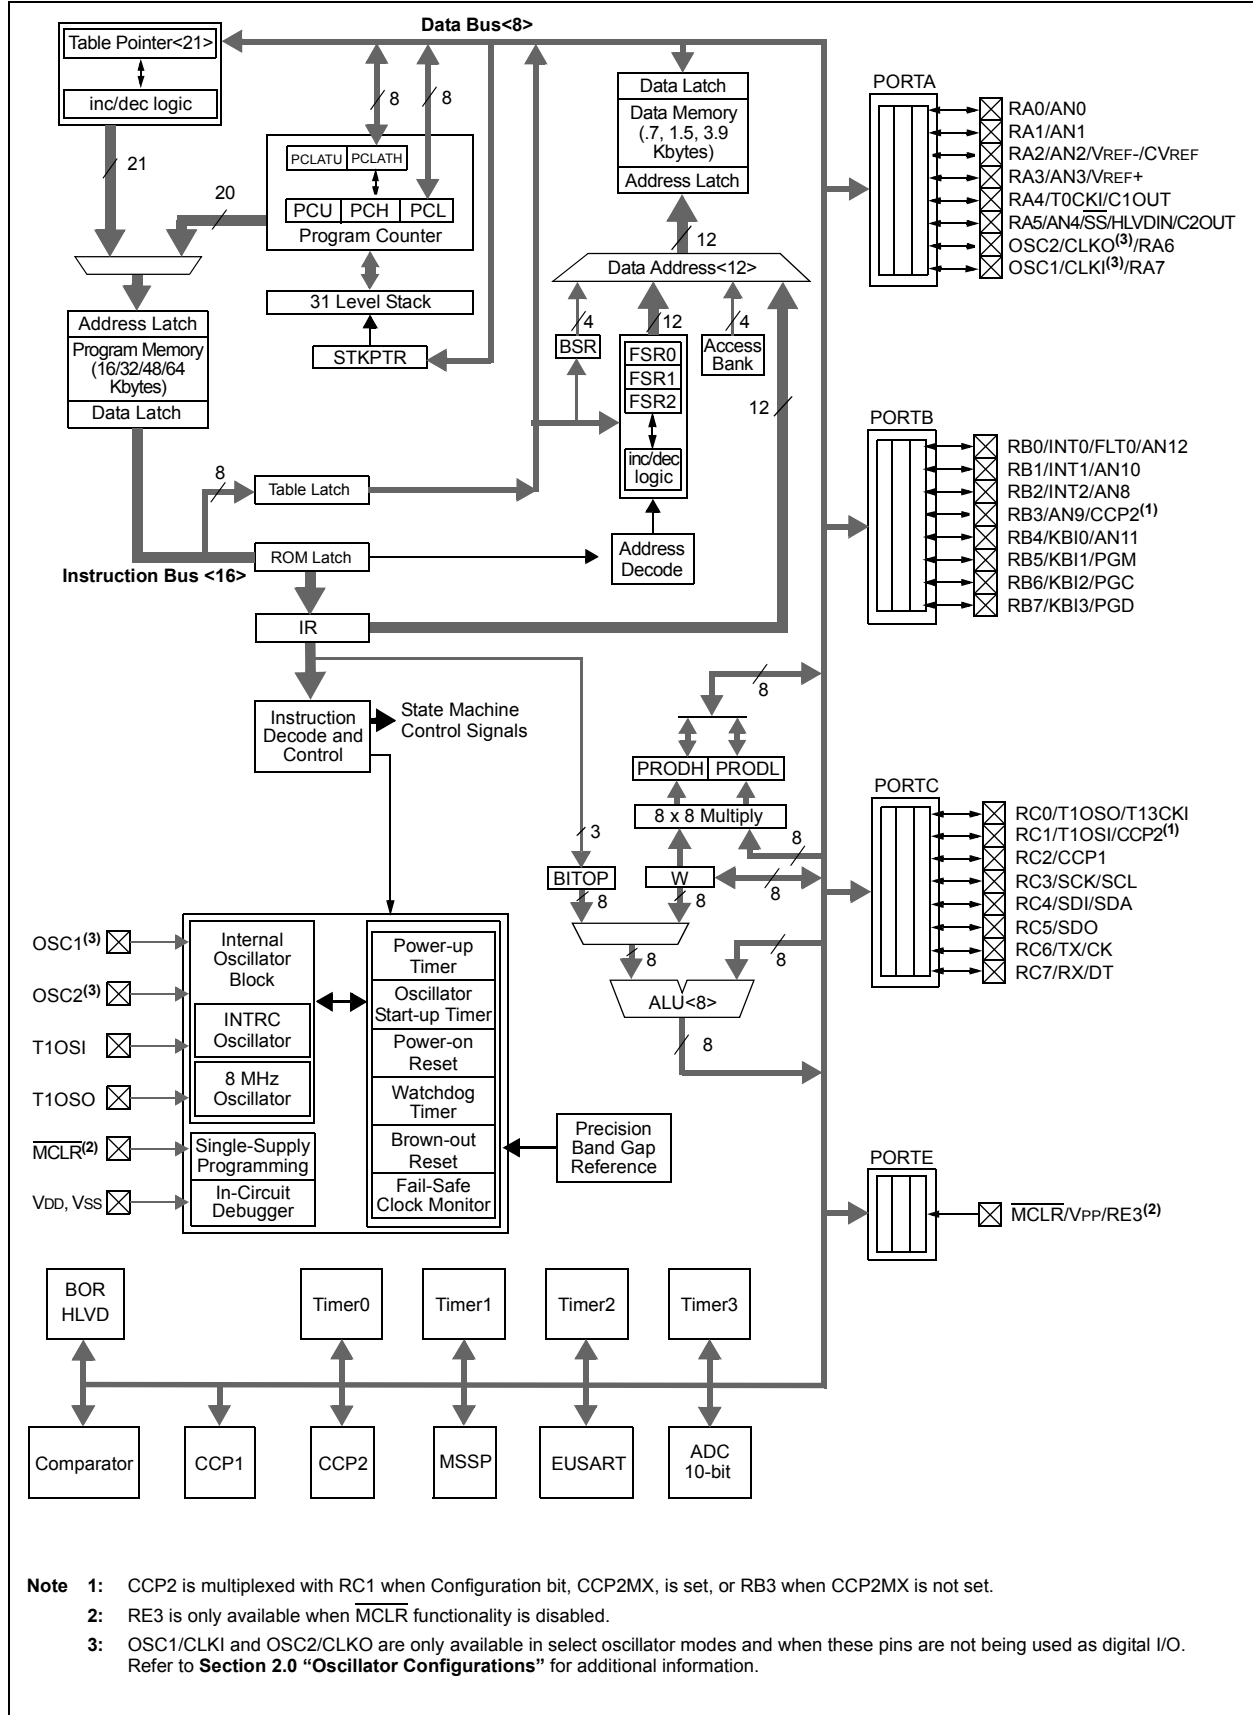 Data Bus<8>
Table Pointer<21>
inc/dec logic
21
20
8
8
PCLATU PCLATH
PCU PCH PCL
Program Counter
31 Level Stack
STKPTR
Address Latch
Program Memory
(16/32/48/64
Kbytes)
Data Latch
8
Table Latch
ROM Latch
Instruction Bus <16>
IR
Data Latch
Data Memory
(.7, 1.5, 3.9
Kbytes)
Address Latch
12
Data Address<12>
4
12
4
BSR
FSR0
FSR1
FSR2
inc/dec
logic
Access
Bank
12
Address
Decode
Instruction
Decode and
Control
State Machine
Control Signals
8
PRODH PRODL
8 x 8 Multiply
3
8
BITOP
W
8
8
8
8
8
ALU<8>
8
OSC1(3)
OSC2(3)
T1OSI
T1OSO
MCLR(2)
VDD, VSS
Internal
Oscillator
Block
INTRC
Oscillator
8 MHz
Oscillator
Single-Supply
Programming
In-Circuit
Debugger
Power-up
Timer
Oscillator
Start-up Timer
Power-on
Reset
Watchdog
Timer
Brown-out
Reset
Fail-Safe
Clock Monitor
Precision
Band Gap
Reference
PORTA
RA0/AN0
RA1/AN1
RA2/AN2/VREF-/CVREF
RA3/AN3/VREF+
RA4/T0CKI/C1OUT
RA5/AN4/SS/HLVDIN/C2OUT
OSC2/CLKO(3)/RA6
OSC1/CLKI(3)/RA7
PORTB
RB0/INT0/FLT0/AN12
RB1/INT1/AN10
RB2/INT2/AN8
RB3/AN9/CCP2(1)
RB4/KBI0/AN11
RB5/KBI1/PGM
RB6/KBI2/PGC
RB7/KBI3/PGD
PORTC
RC0/T1OSO/T13CKI
RC1/T1OSI/CCP2(1)
RC2/CCP1
RC3/SCK/SCL
RC4/SDI/SDA
RC5/SDO
RC6/TX/CK
RC7/RX/DT
PORTE
MCLR/VPP/RE3(2)
BOR
HLVD
Timer0
Timer1
Timer2
Timer3
Comparator
CCP1
CCP2
MSSP
EUSART
ADC
10-bit
Note 1: CCP2 is multiplexed with RC1 when Configuration bit, CCP2MX, is set, or RB3 when CCP2MX is not set.
2: RE3 is only available when MCLR functionality is disabled.
3: OSC1/CLKI and OSC2/CLKO are only available in select oscillator modes and when these pins are not being used as digital I/O.
Refer to Section 2.0 “Oscillator Configurations” for additional information.